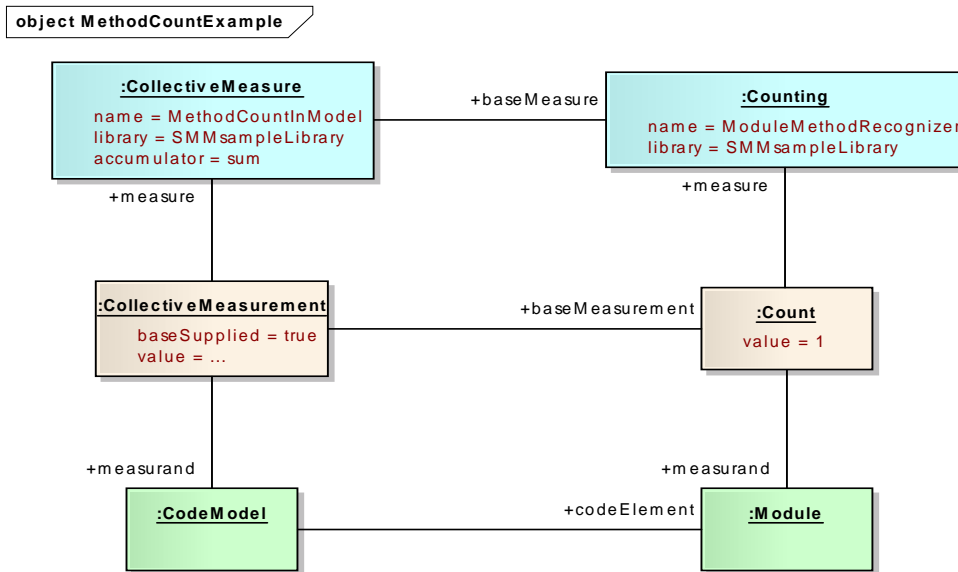 object MethodCountExample
:CollectiveMeasure
name = MethodCountInModel
library = SMMsampleLibrary
accumulator = sum
+baseMeasure
:Counting
name = ModuleMethodRecognizer
library = SMMsampleLibrary
+measure
+measure
:CollectiveMeasurement
baseSupplied = true
value = ...
+baseMeasurement
:Count
value = 1
+measurand
+measurand
:CodeModel
+codeElement
:Module